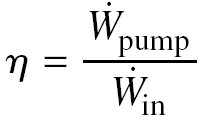 η = Ẇ_pump / Ẇ_in